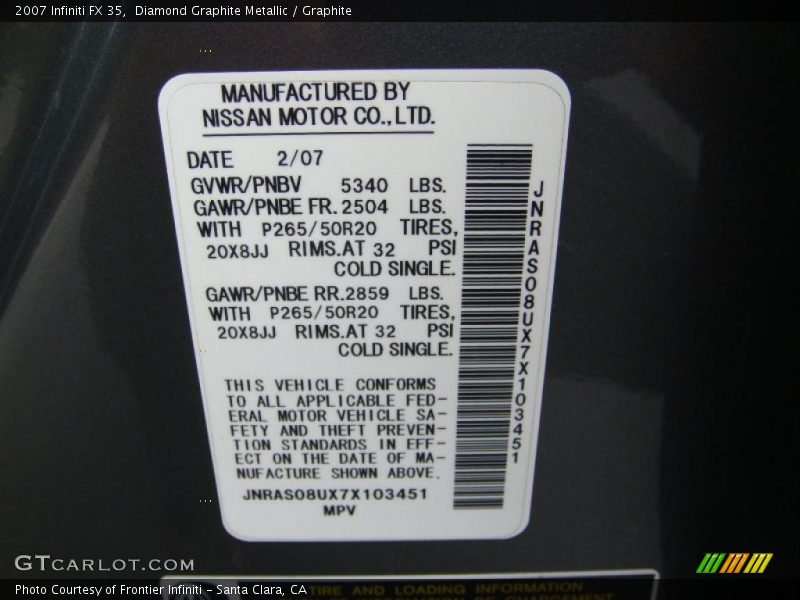 2007 Infiniti FX 35, Diamond Graphite Metallic / Graphite
MANUFACTURED BY
NISSAN MOTOR CO.,LTD.
DATE 2/07
GVWR/PNBV 5340 LBS.
GAWR/PNBE FR.2504 LBS.
WITH P265/50R20 TIRES,
20X8JJ RIMS.AT 32 PSI
COLD SINGLE.
GAWR/PNBE RR.2859 LBS.
WITH P265/50R20 TIRES,
20X8JJ RIMS.AT 32 PSI
COLD SINGLE.
THIS VEHICLE CONFORMS
TO ALL APPLICABLE FED-
ERAL MOTOR VEHICLE SA-
FETY AND THEFT PREVEN-
TION STANDARDS IN EFF-
ECT ON THE DATE OF MA-
NUFACTURE SHOWN ABOVE.
JNRAS08UX7X103451
MPV
JNRAS08UX7X103451
GTCARLOT.COM
TIRE AND LOADING INFORMATION
Photo Courtesy of Frontier Infiniti - Santa Clara, CA